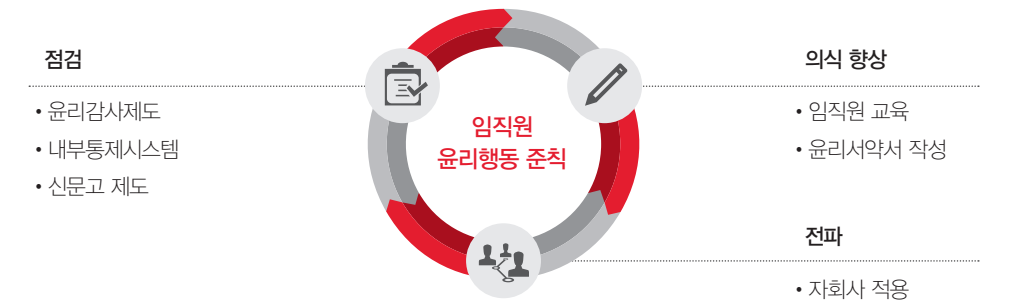 점검
• 윤리감사제도
• 내부통제시스템
• 신문고 제도
임직원
윤리행동 준칙
의식 향상
• 임직원 교육
• 윤리서약서 작성
전파
• 자회사 적용